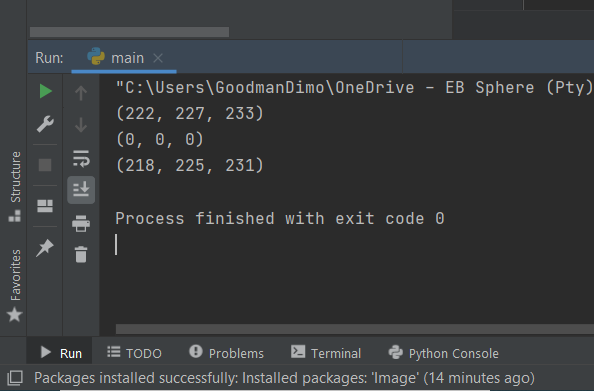 Run: main
"C:\Users\GoodmanDimo\OneDrive - EB Sphere (Pty)
(222, 227, 233)
(0, 0, 0)
(218, 225, 231)
Process finished with exit code 0
Structure
Favorites
Run TODO Problems Terminal Python Console
Packages installed successfully: Installed packages: 'Image' (14 minutes ago)